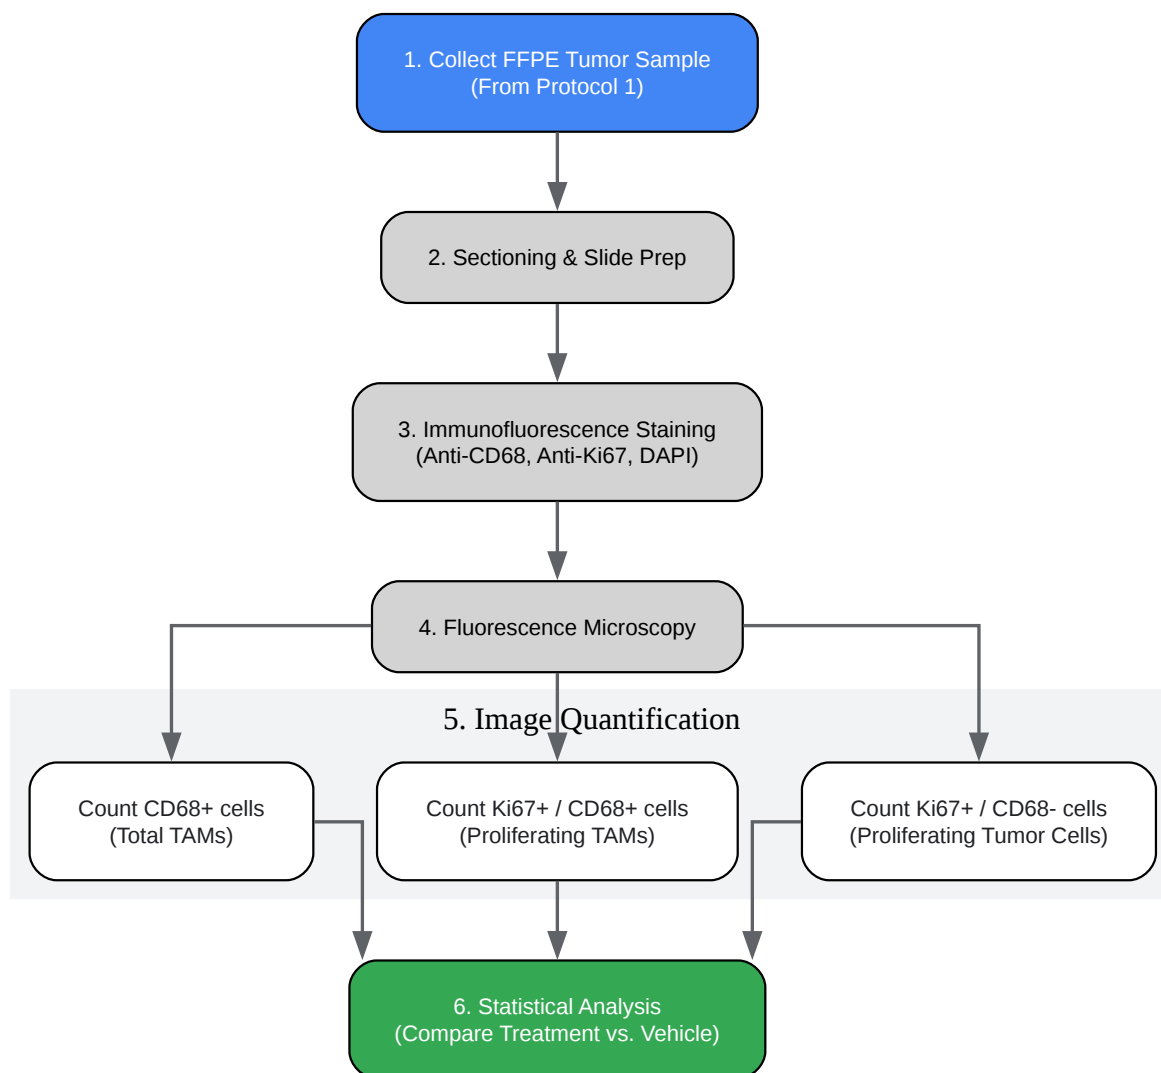 1. Collect FFPE Tumor Sample
(From Protocol 1)
2. Sectioning & Slide Prep
3. Immunofluorescence Staining
(Anti-CD68, Anti-Ki67, DAPI)
4. Fluorescence Microscopy
5. Image Quantification
Count CD68+ cells
(Total TAMs)
Count Ki67+ / CD68+ cells
(Proliferating TAMs)
Count Ki67+ / CD68- cells
(Proliferating Tumor Cells)
6. Statistical Analysis
(Compare Treatment vs. Vehicle)